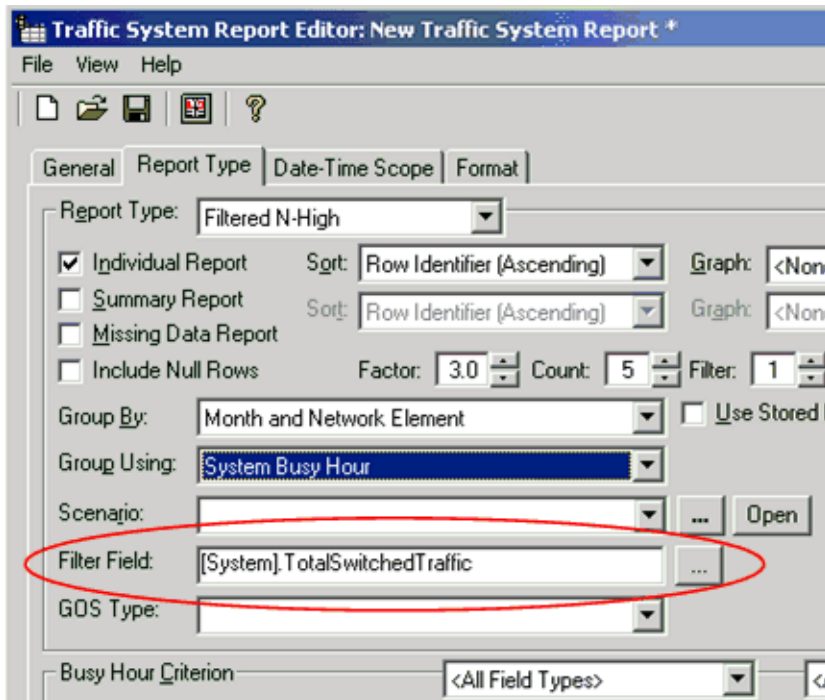 Traffic System Report Editor: New Traffic System Report *
File View Help
General Report Type Date-Time Scope Format
Report Type: Filtered N-High
Individual Report Sort: Row Identifier (Ascending) Graph: <Non
Summary Report Sort: Row Identifier (Ascending) Graph: <Non
Missing Data Report
Include Null Rows Factor: 3.0 Count: 5 Filter: 1
Group By: Month and Network Element Use Stored
Group Using: System Busy Hour
Scenario: ... Open
Filter Field: [System].TotalSwitchedTraffic ...
GOS Type:
Busy Hour Criterion <All Field Types>